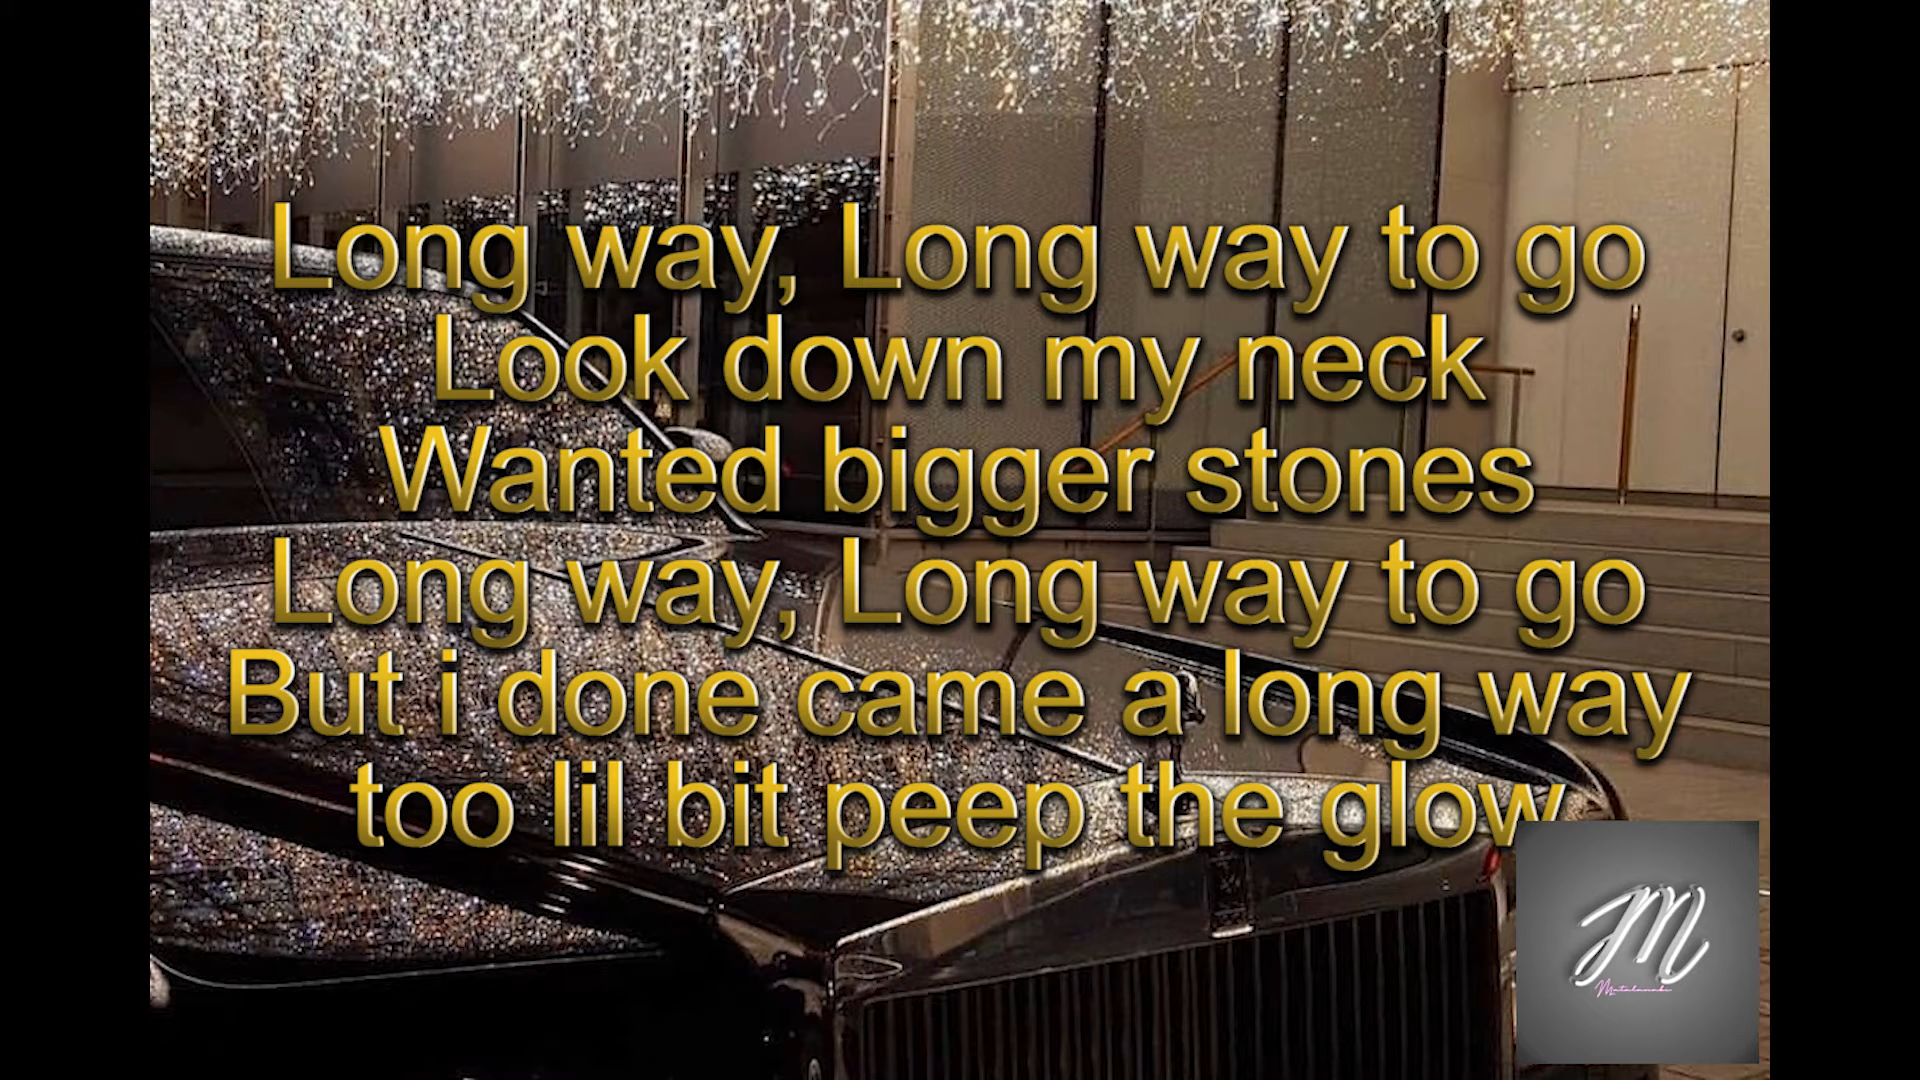 Long way, Long way to go
Look down my neck
Wanted bigger stones
Long way, Long way to go
But i done came a long way
too lil bit peep the glow
M